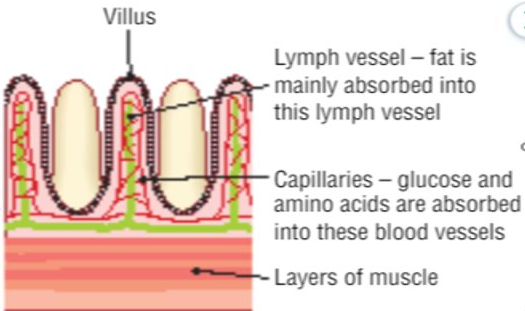 Villus
Lymph vessel – fat is
mainly absorbed into
this lymph vessel
Capillaries – glucose and
amino acids are absorbed
into these blood vessels
Layers of muscle